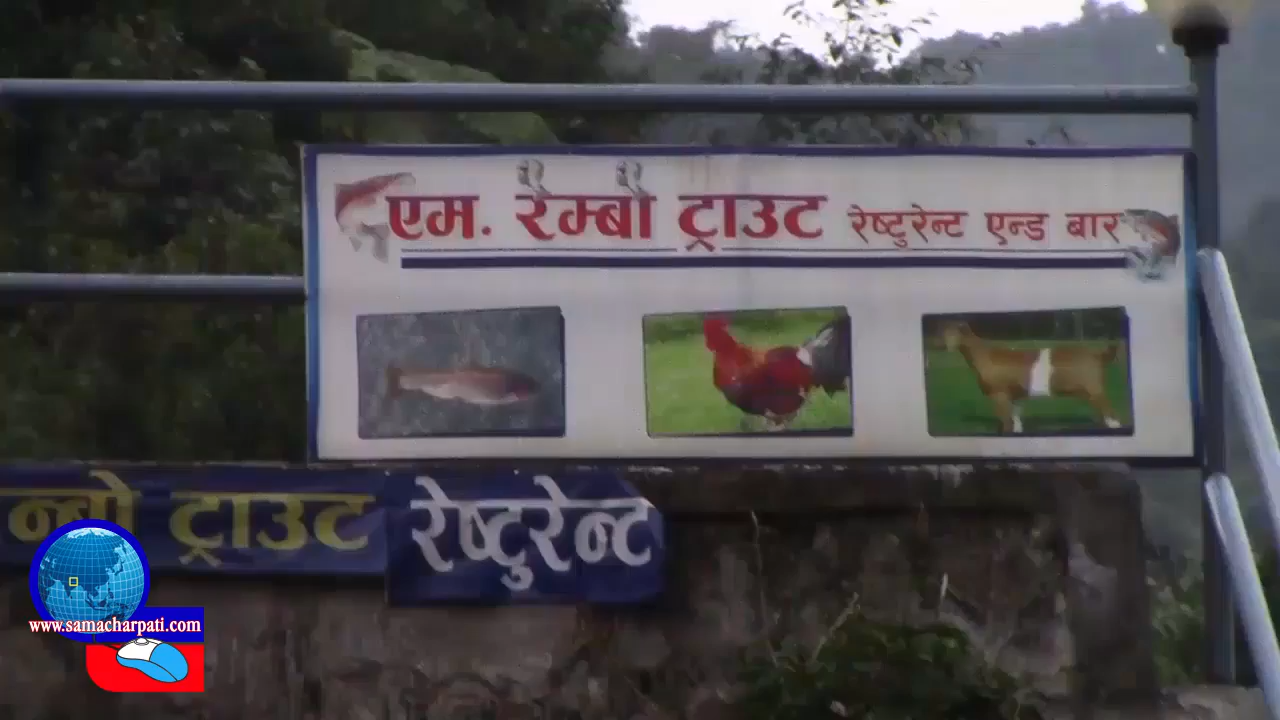 एम. रेम्बो ट्राउट रेष्टुरेन्ट एन्ड बार
न्बो ट्राउट रेष्टुरेन्ट
www.samacharpati.com